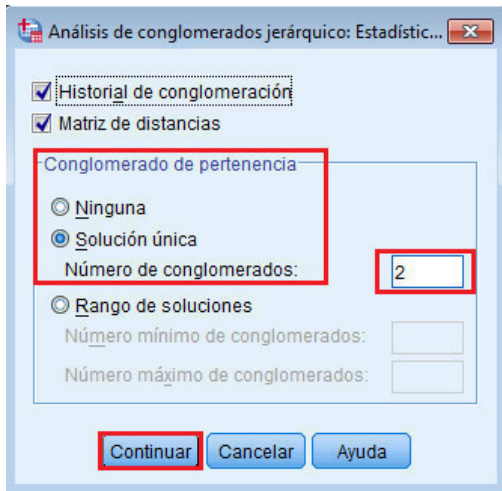 Análisis de conglomerados jerárquico: Estadístic...
Historial de conglomeración
Matriz de distancias
Conglomerado de pertenencia
Ninguna
Solución única
Número de conglomerados: 2
Rango de soluciones
Número mínimo de conglomerados:
Número máximo de conglomerados:
Continuar Cancelar Ayuda